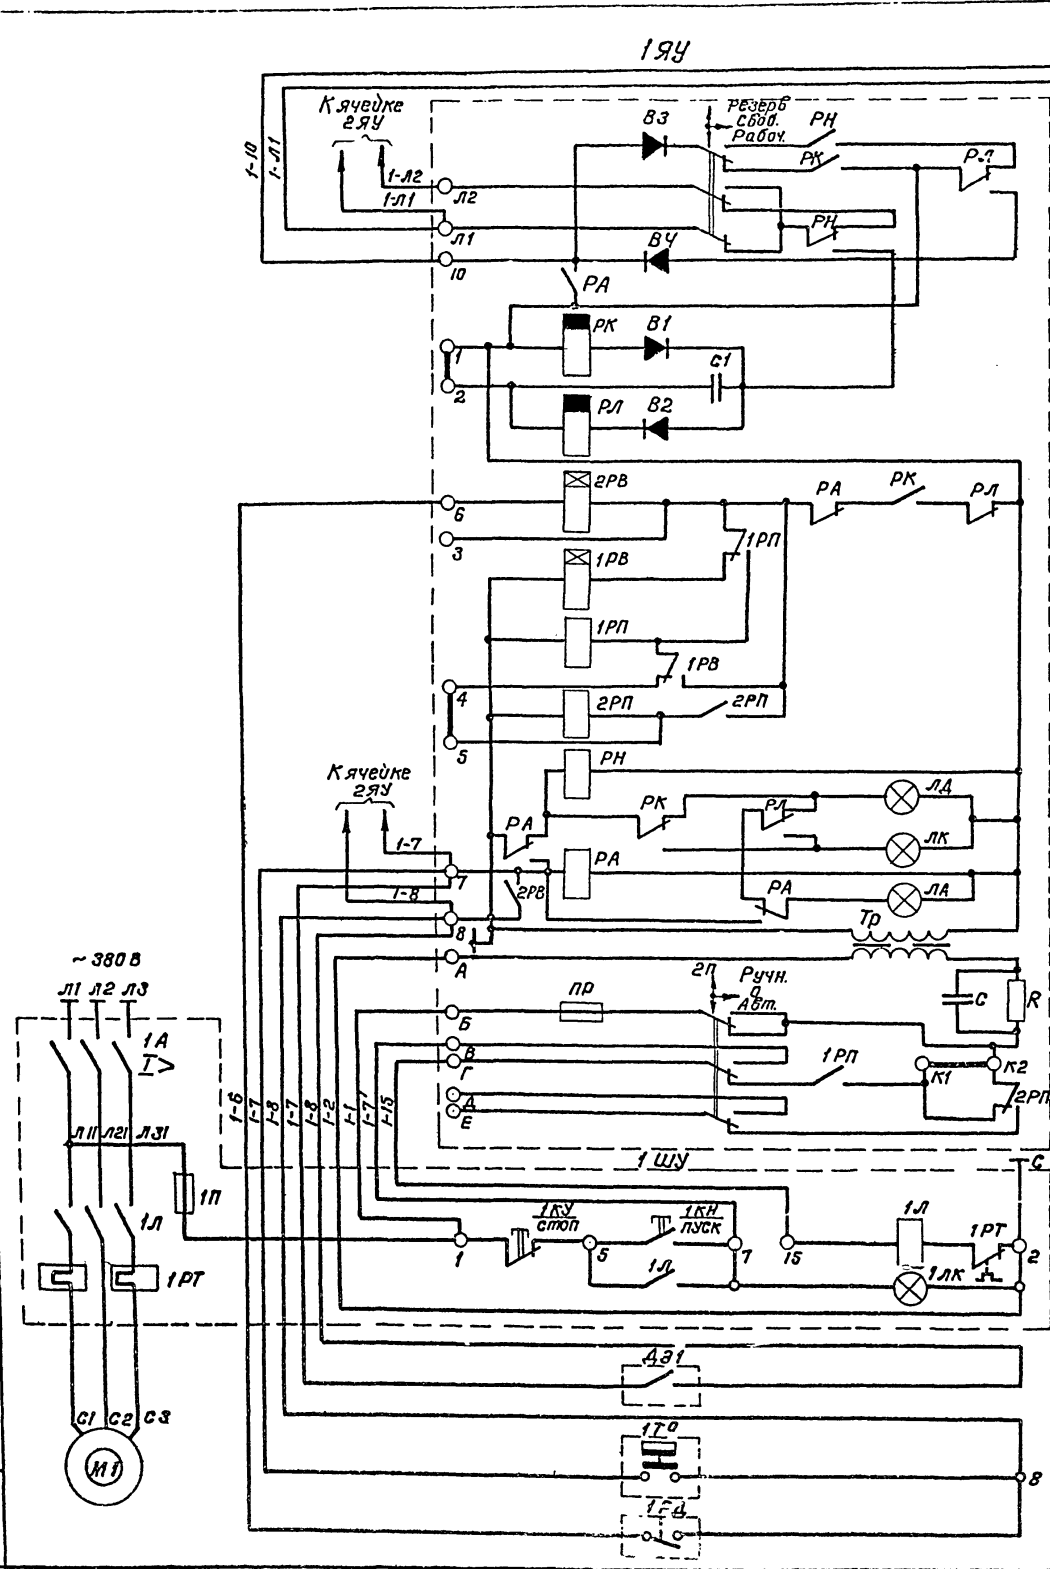 1ЯУ
К ячейке
2ЯУ
Резерв
Своб.
Рабоч.
В3
РН
РК
1-10
1-Л1
1-Л2
Л2
1-Л1
Л1
10
РН
В4
РА
РК
В1
С1
1
2
РЛ
В2
2РВ
РА
РК
РЛ
6
3
1РП
1РВ
1РП
1РВ
4
2РП
2РП
5
РН
К ячейке
2ЯУ
РК
РЛ
ЛД
РА
ЛК
1-7
7
РА
1-8
2РВ
РА
ЛА
8
Тр
~380В
А
Л1 Л2 Л3
2П
Ручн.
0
Авт.
ПР
С
R
Б
1А
I>
В
Г
1РП
К1
К2
Д
Е
2РП
1-6
1-7
1-8
1-7
1-8
1-2
1-1
1-7'
1-15
Л11
Л21
Л31
1ШУ
С
1П
1Л
1КУ
СТОП
1КН
ПУСК
1Л
1РТ
1
5
7
15
2
1Л
1ЛК
1РТ
С1 С2 С3
М1
8